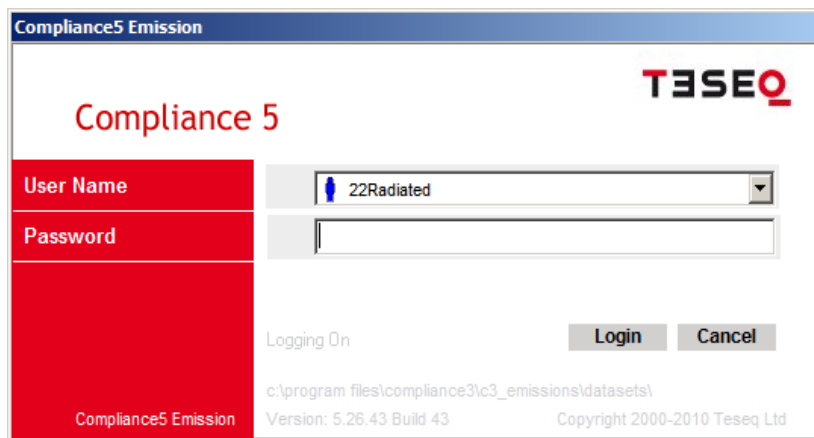 Compliance5 Emission
TESEQ
Compliance 5
User Name
22Radiated
Password
Logging On
Login
Cancel
c:\program files\compliance3\c3_emissions\datasets\
Compliance5 Emission
Version: 5.26.43 Build 43
Copyright 2000-2010 Teseq Ltd